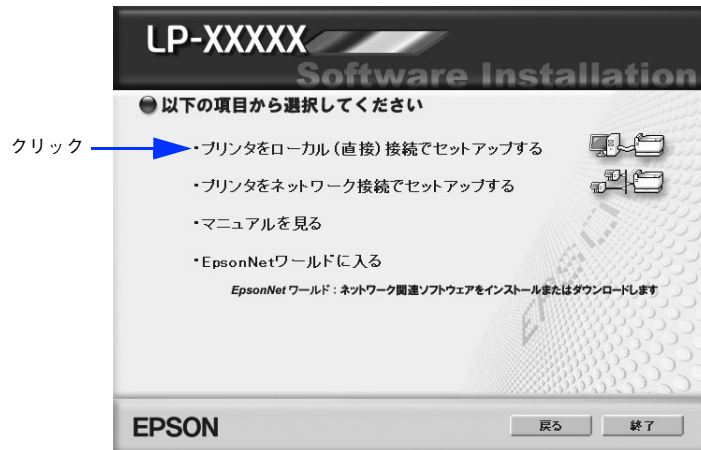 LP-XXXXX
Software Installation
以下の項目から選択してください
クリック
・プリンタをローカル(直接)接続でセットアップする
・プリンタをネットワーク接続でセットアップする
・マニュアルを見る
・EpsonNetワールドに入る
EpsonNet ワールド：ネットワーク関連ソフトウェアをインストールまたはダウンロードします
EPSON
EPSON
戻る
終了